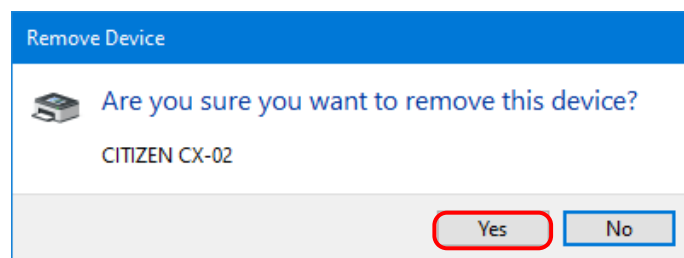 Remove Device
Are you sure you want to remove this device?
CITIZEN CX-02
Yes No